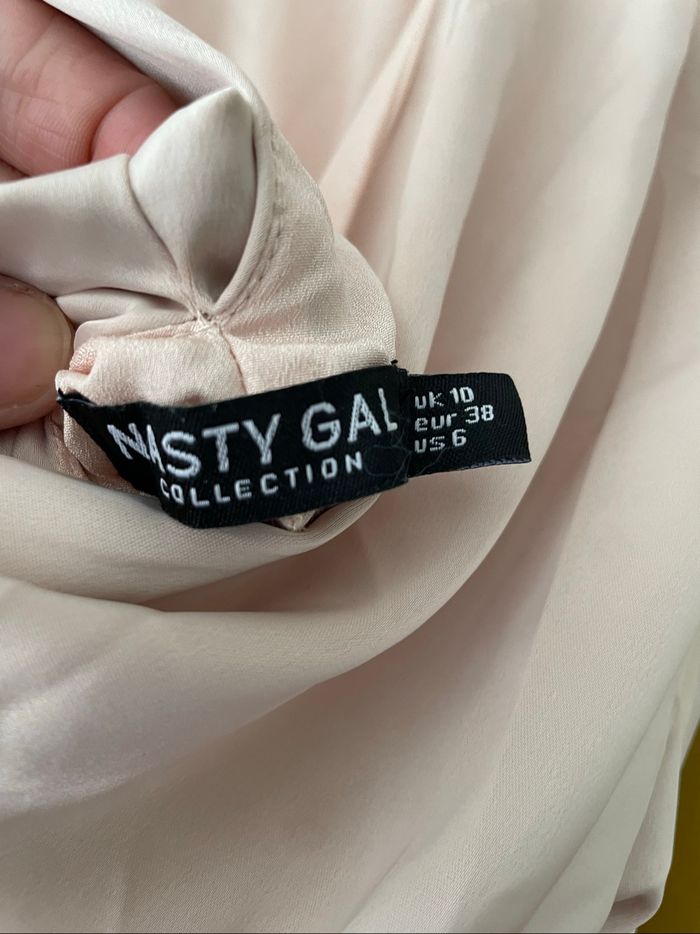 NASTY GAL
COLLECTION
UK 10
eur 38
US 6